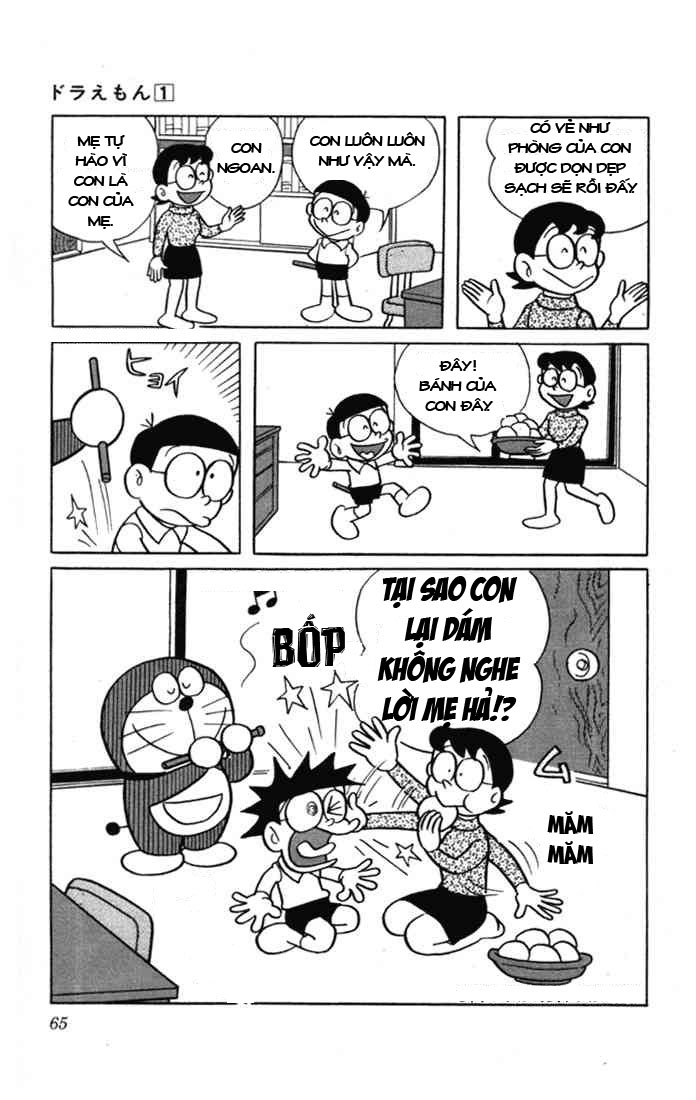 ドラえもん1
MẸ TỰ
HÀO VÌ
CON LÀ
CON CỦA
MẸ.
CON
NGOAN.
CON LUÔN LUÔN
NHƯ VẬY MÀ.
CÓ VẺ NHƯ
PHÒNG CỦA CON
ĐƯỢC DỌN DẸP
SẠCH SẼ RỒI ĐẤY.
ヒョイ
ĐÂY!
BÁNH CỦA
CON ĐÂY.
BỐP
TẠI SAO CON
LẠI DÁM
KHÔNG NGHE
LỜI MẸ HẢ!?
ム
MĂM
MĂM
65